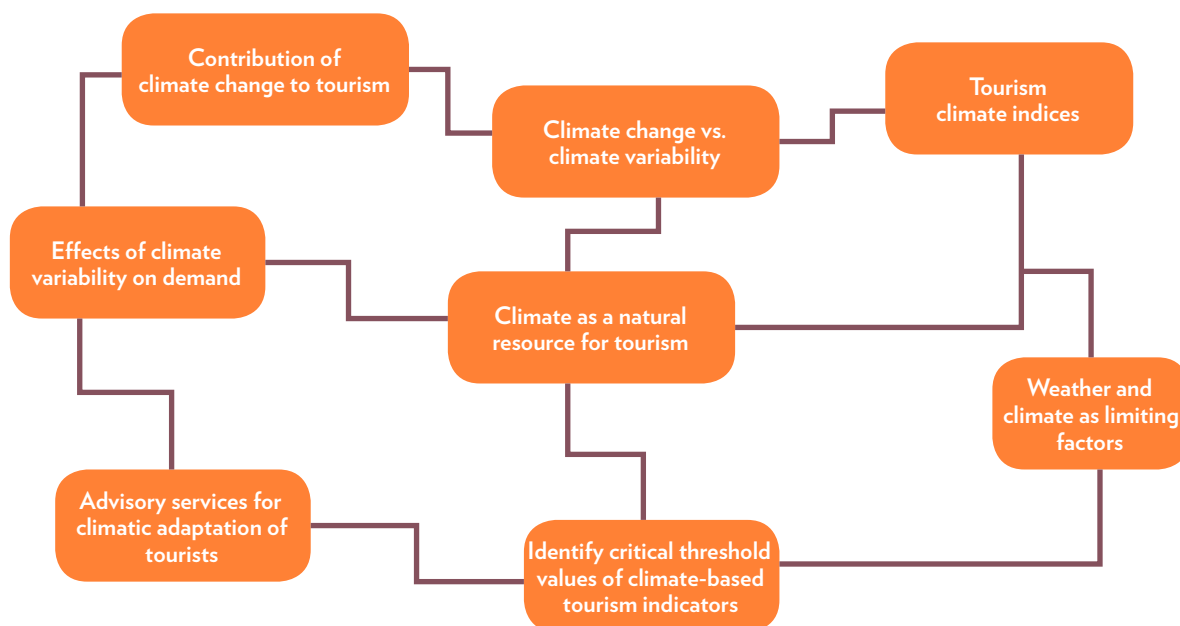 Contribution of
climate change to tourism
Climate change vs.
climate variability
Tourism
climate indices
Effects of climate
variability on demand
Climate as a natural
resource for tourism
Weather and
climate as limiting
factors
Advisory services for
climatic adaptation of
tourists
Identify critical threshold
values of climate-based
tourism indicators